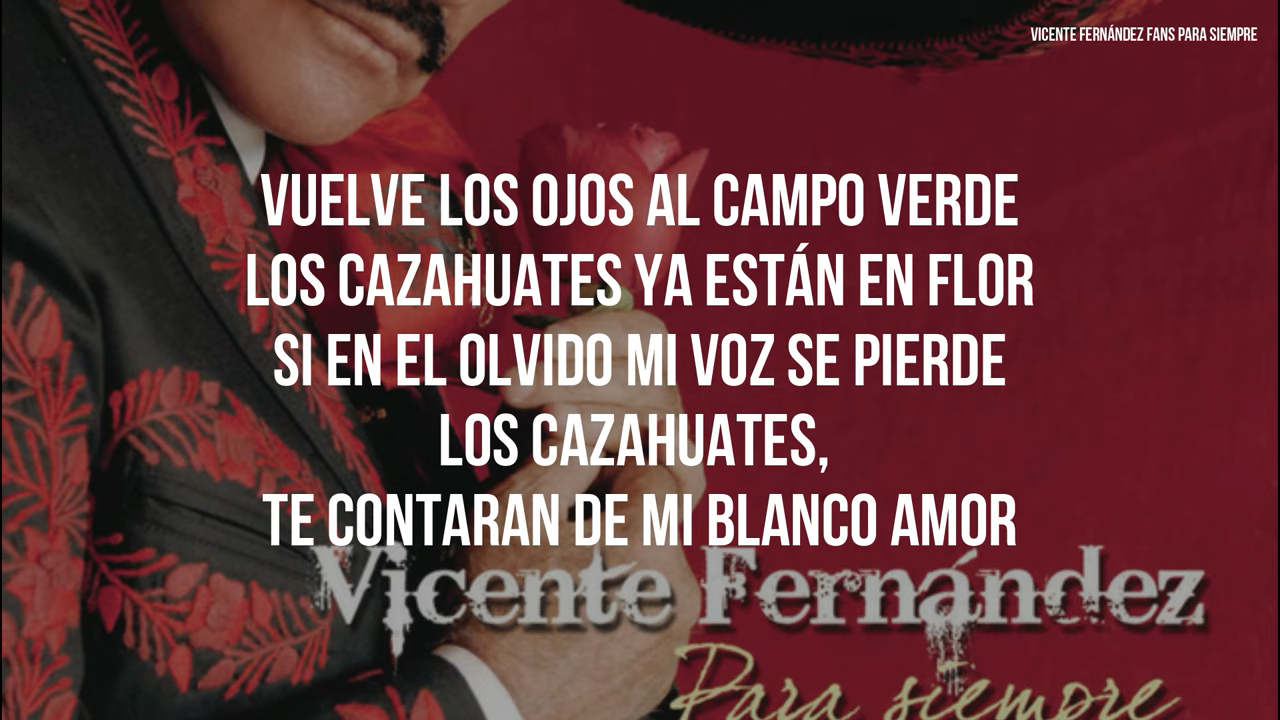 VICENTE FERNÁNDEZ FANS PARA SIEMPRE
VUELVE LOS OJOS AL CAMPO VERDE
LOS CAZAHUATES YA ESTÁN EN FLOR
SI EN EL OLVIDO MI VOZ SE PIERDE
LOS CAZAHUATES,
TE CONTARAN DE MI BLANCO AMOR
Vicente Fernández
Para siempre